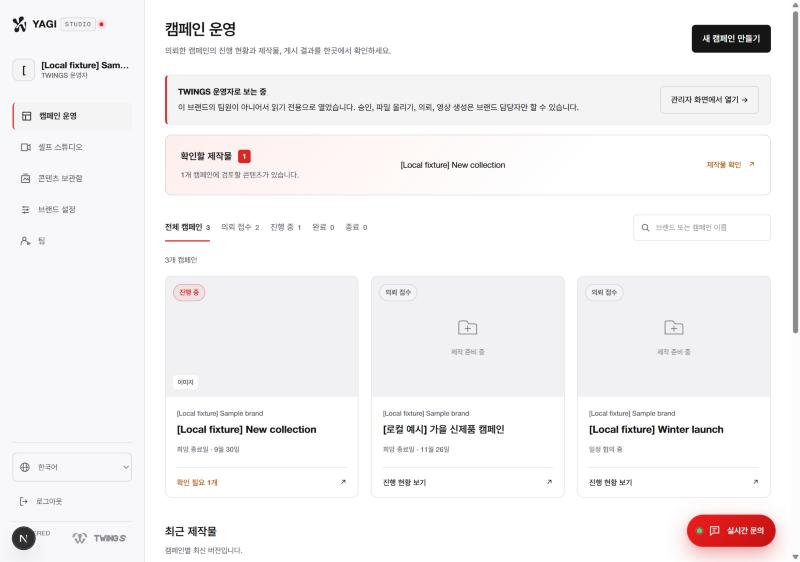 YAGI STUDIO
[Local fixture] Sam...
TWINGS 운영자
캠페인 운영
셀프 스튜디오
콘텐츠 보관함
브랜드 설정
팀
한국어
로그아웃
N
ERED
TWINGS
캠페인 운영
의뢰한 캠페인의 진행 현황과 제작물, 게시 결과를 한곳에서 확인하세요.
새 캠페인 만들기
TWINGS 운영자로 보는 중
이 브랜드의 팀원이 아니어서 읽기 전용으로 열었습니다. 승인, 파일 올리기, 의뢰, 영상 생성은 브랜드 담당자만 할 수 있습니다.
관리자 화면에서 열기 →
확인할 제작물 1
1개 캠페인에 검토할 콘텐츠가 있습니다.
[Local fixture] New collection
제작물 확인 ↗
전체 캠페인 3 의뢰 접수 2 진행 중 1 완료 0 종료 0
브랜드 또는 캠페인 이름
3개 캠페인
진행 중
이미지
[Local fixture] Sample brand
[Local fixture] New collection
희망 종료일 · 9월 30일
확인 필요 1개 ↗
의뢰 접수
제작 준비 중
[Local fixture] Sample brand
[로컬 예시] 가을 신제품 캠페인
희망 종료일 · 11월 26일
진행 현황 보기 ↗
의뢰 접수
제작 준비 중
[Local fixture] Sample brand
[Local fixture] Winter launch
일정 협의 중
진행 현황 보기 ↗
최근 제작물
캠페인별 최신 버전입니다.
실시간 문의